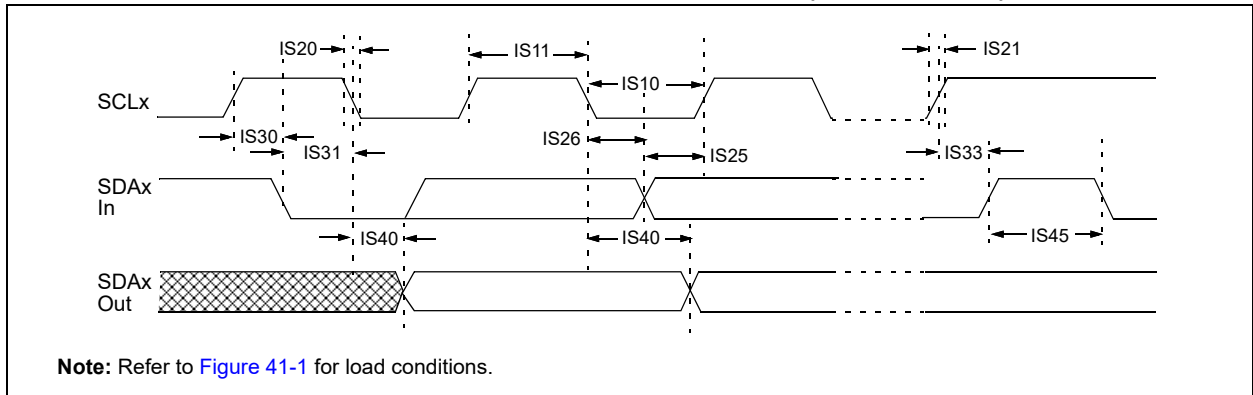 IS20
IS11
IS21
IS10
SCLx
IS30
IS26
IS31
IS25
IS33
SDAx
In
IS40
IS40
IS45
SDAx
Out
Note: Refer to Figure 41-1 for load conditions.